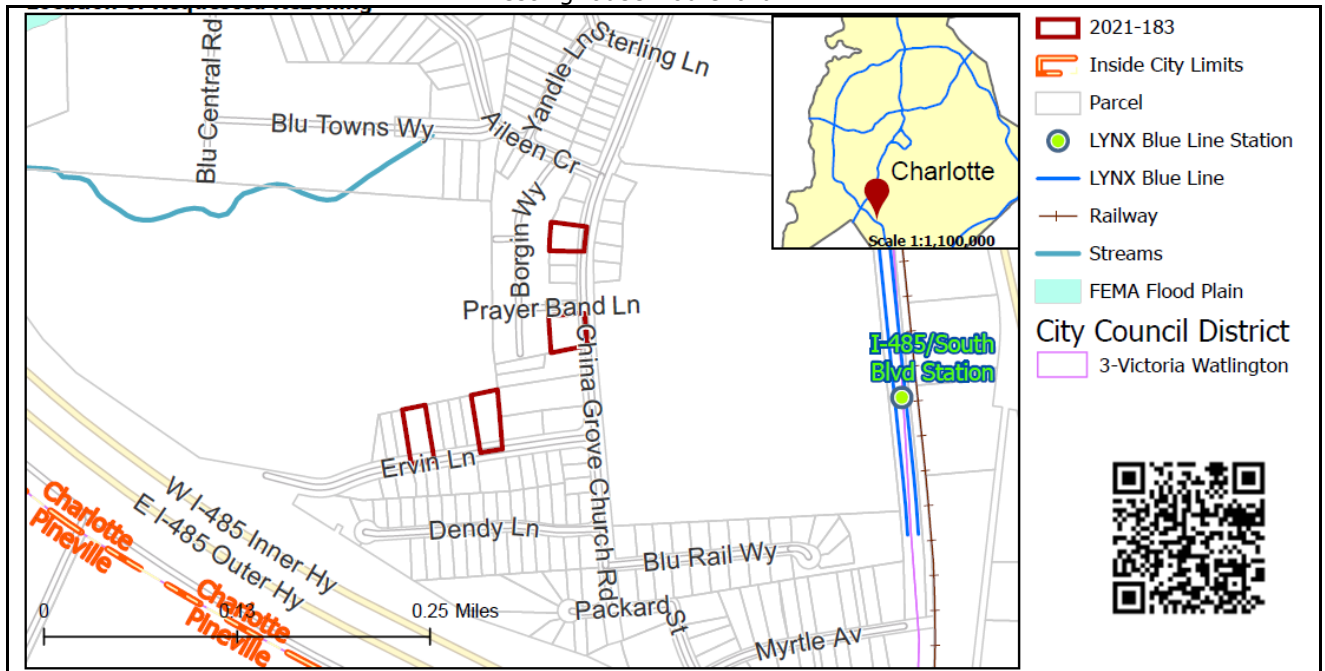 Blu Central Rd
Blu Towns Wy
Yandle Ln
Sterling Ln
Aileen Cr
Borgin Wy
Prayer Band Ln
China Grove Church Rd
Ervin Ln
Dendy Ln
Blu Rail Wy
Packard St
Myrtle Av
W I-485 Inner Hy
E I-485 Outer Hy
Charlotte
Pineville
Charlotte
Pineville
0
0.13
0.25 Miles
I-485/South
Blvd Station
Charlotte
Scale 1:1,100,000
2021-183
Inside City Limits
Parcel
LYNX Blue Line Station
LYNX Blue Line
Railway
Streams
FEMA Flood Plain
City Council District
3-Victoria Watlington